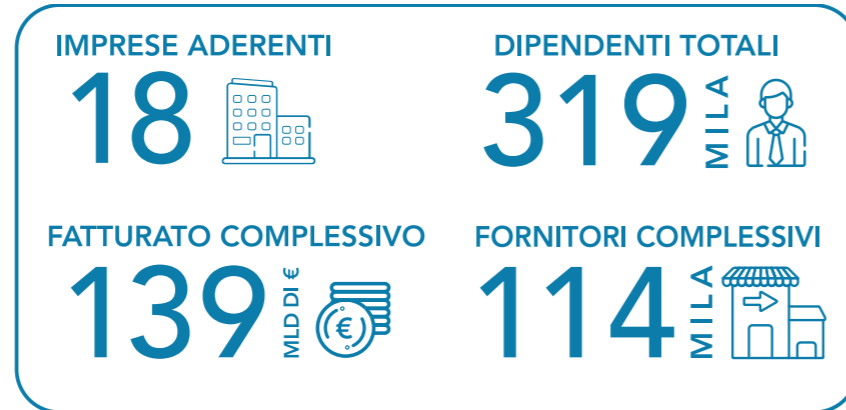 IMPRESE ADERENTI
18
DIPENDENTI TOTALI
319 MILA
FATTURATO COMPLESSIVO
139 MLD DI €
€
FORNITORI COMPLESSIVI
114 MILA